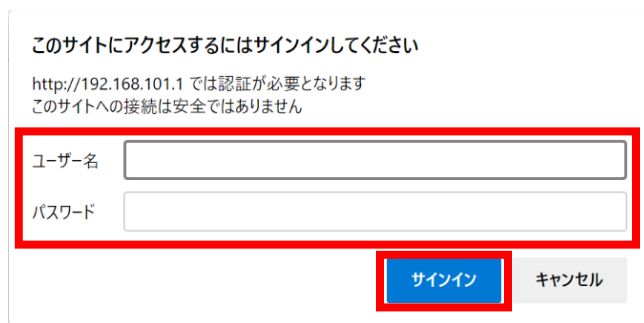 このサイトにアクセスするにはサインインしてください
http://192.168.101.1 では認証が必要となります
このサイトへの接続は安全ではありません
ユーザー名
パスワード
サインイン キャンセル